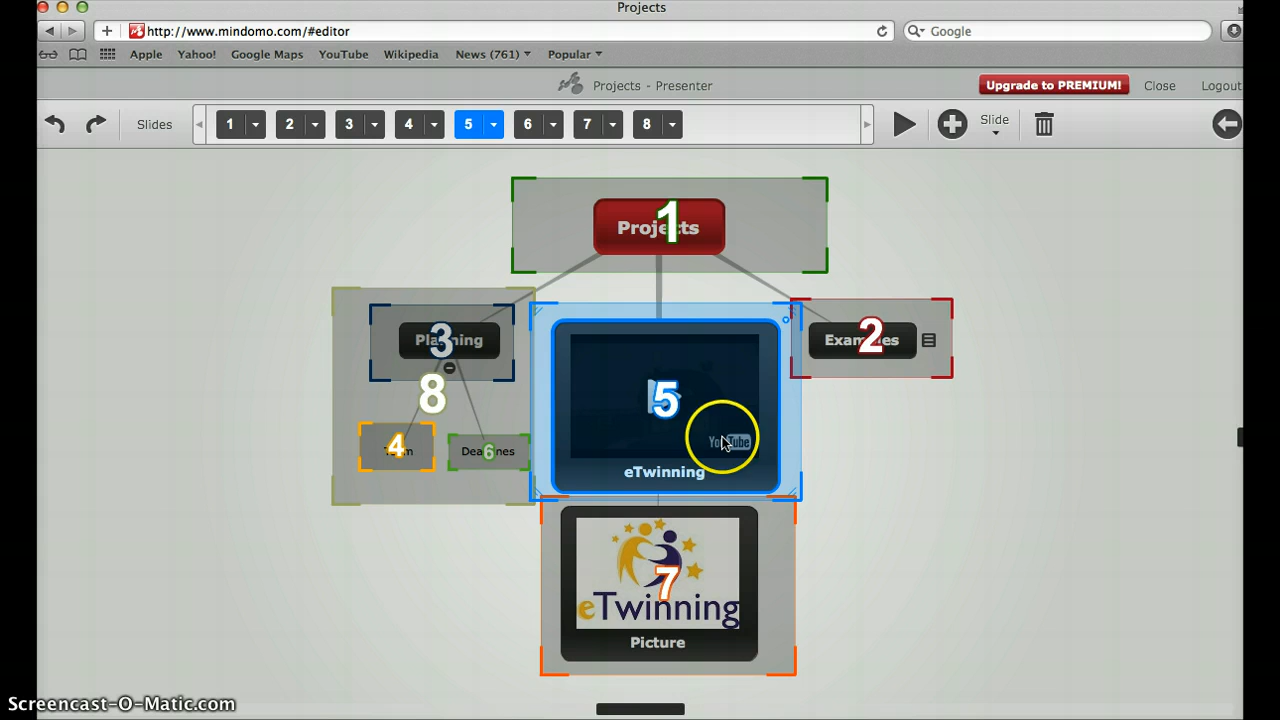 Projects
http://www.mindomo.com/#editor
Google
Apple Yahoo! Google Maps YouTube Wikipedia News (761) Popular
Projects - Presenter
Upgrade to PREMIUM!
Close
Logout
Slides
1 2 3 4 5 6 7 8
Slide
Projects
1
Planning
3
Examples
2
8
5
YouTube
eTwinning
4
6
7
eTwinning
Picture
Screencast-O-Matic.com